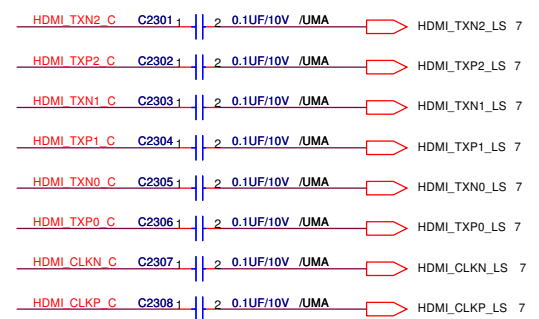 HDMI_TXN2_C C2301 1 2 0.1UF/10V /UMA HDMI_TXN2_LS 7
HDMI_TXP2_C C2302 1 2 0.1UF/10V /UMA HDMI_TXP2_LS 7
HDMI_TXN1_C C2303 1 2 0.1UF/10V /UMA HDMI_TXN1_LS 7
HDMI_TXP1_C C2304 1 2 0.1UF/10V /UMA HDMI_TXP1_LS 7
HDMI_TXN0_C C2305 1 2 0.1UF/10V /UMA HDMI_TXN0_LS 7
HDMI_TXP0_C C2306 1 2 0.1UF/10V /UMA HDMI_TXP0_LS 7
HDMI_CLKN_C C2307 1 2 0.1UF/10V /UMA HDMI_CLKN_LS 7
HDMI_CLKP_C C2308 1 2 0.1UF/10V /UMA HDMI_CLKP_LS 7